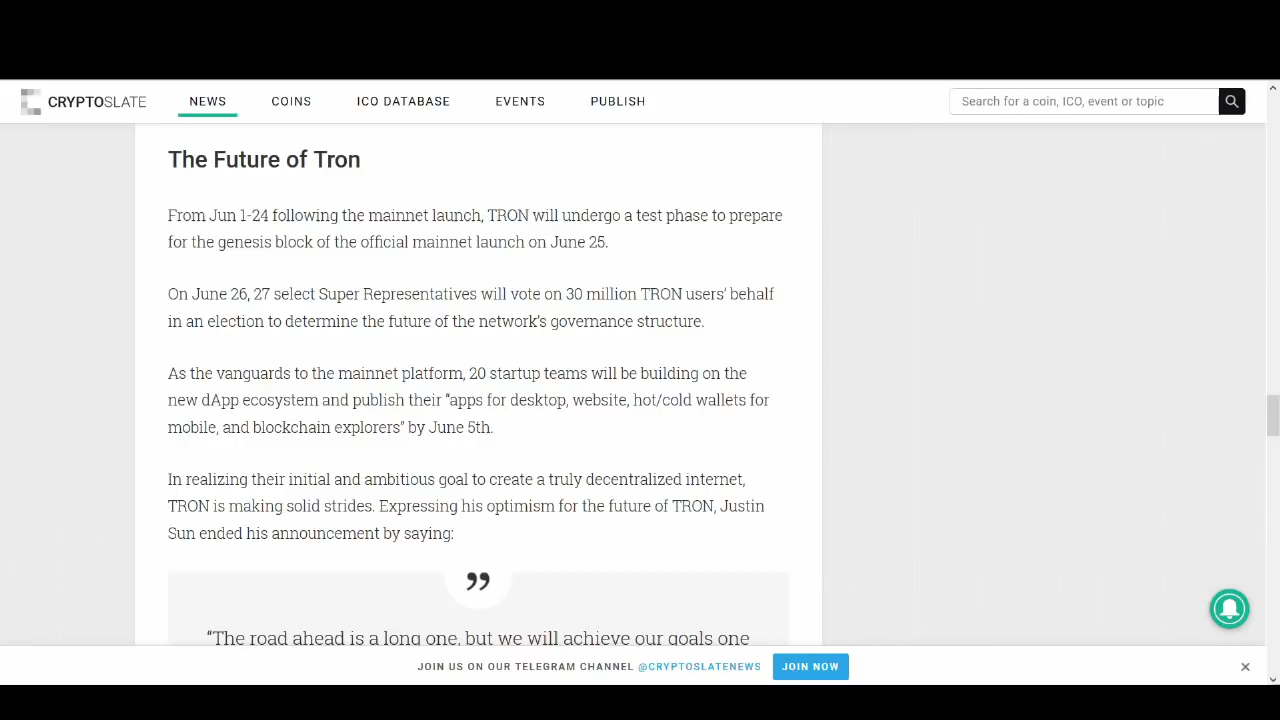 CRYPTOSLATE NEWS COINS ICO DATABASE EVENTS PUBLISH Search for a coin, ICO, event or topic
The Future of Tron
From Jun 1-24 following the mainnet launch, TRON will undergo a test phase to prepare
for the genesis block of the official mainnet launch on June 25.
On June 26, 27 select Super Representatives will vote on 30 million TRON users’ behalf
in an election to determine the future of the network’s governance structure.
As the vanguards to the mainnet platform, 20 startup teams will be building on the
new dApp ecosystem and publish their “apps for desktop, website, hot/cold wallets for
mobile, and blockchain explorers” by June 5th.
In realizing their initial and ambitious goal to create a truly decentralized internet,
TRON is making solid strides. Expressing his optimism for the future of TRON, Justin
Sun ended his announcement by saying:
”
“The road ahead is a long one, but we will achieve our goals one
JOIN US ON OUR TELEGRAM CHANNEL @CRYPTOSLATENEWS JOIN NOW ×